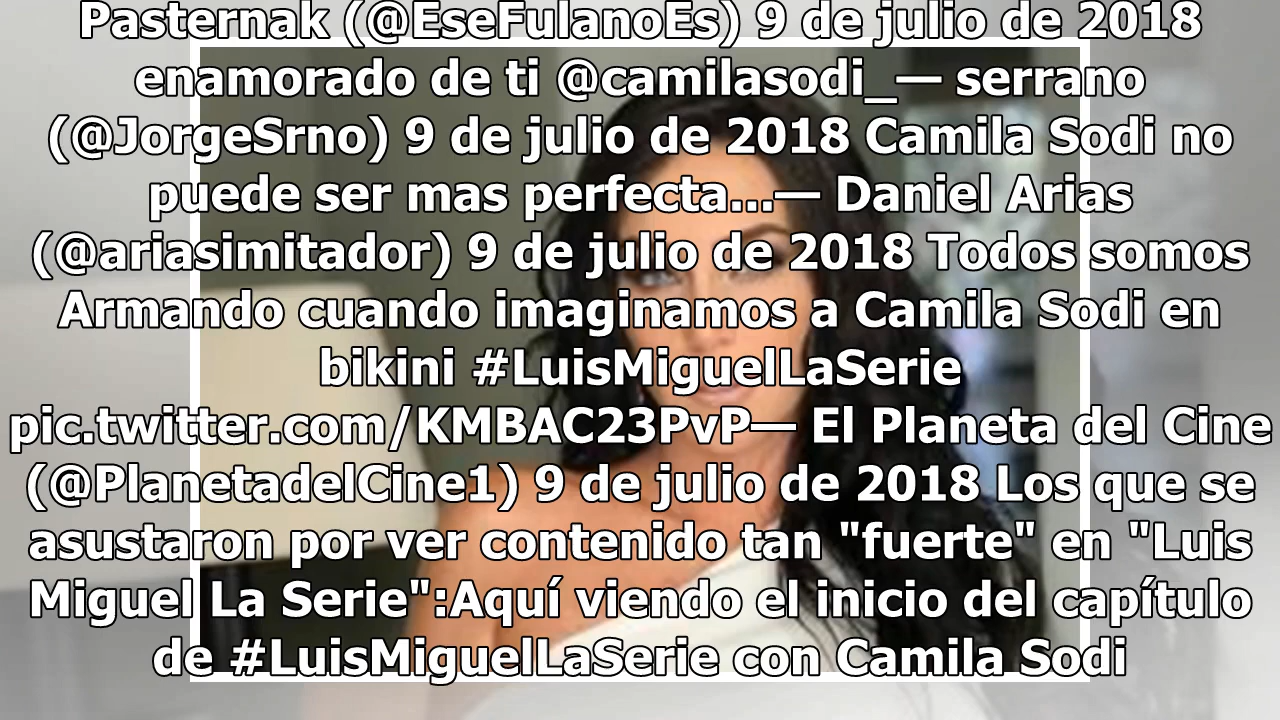 Pasternak (@EseFulanoEs) 9 de julio de 2018
enamorado de ti @camilasodi_— serrano
(@JorgeSrno) 9 de julio de 2018 Camila Sodi no
puede ser mas perfecta...— Daniel Arias
(@ariasimitador) 9 de julio de 2018 Todos somos
Armando cuando imaginamos a Camila Sodi en
bikini #LuisMiguelLaSerie
pic.twitter.com/KMBAC23PvP— El Planeta del Cine
(@PlanetadelCine1) 9 de julio de 2018 Los que se
asustaron por ver contenido tan "fuerte" en "Luis
Miguel La Serie":Aquí viendo el inicio del capítulo
de #LuisMiguelLaSerie con Camila Sodi